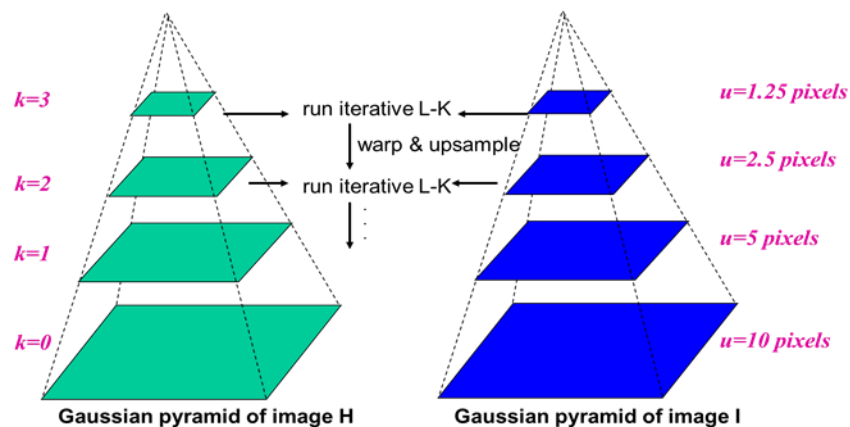 k=3
run iterative L-K
u=1.25 pixels
warp & upsample
k=2
run iterative L-K
u=2.5 pixels
k=1
u=5 pixels
k=0
u=10 pixels
Gaussian pyramid of image H
Gaussian pyramid of image I